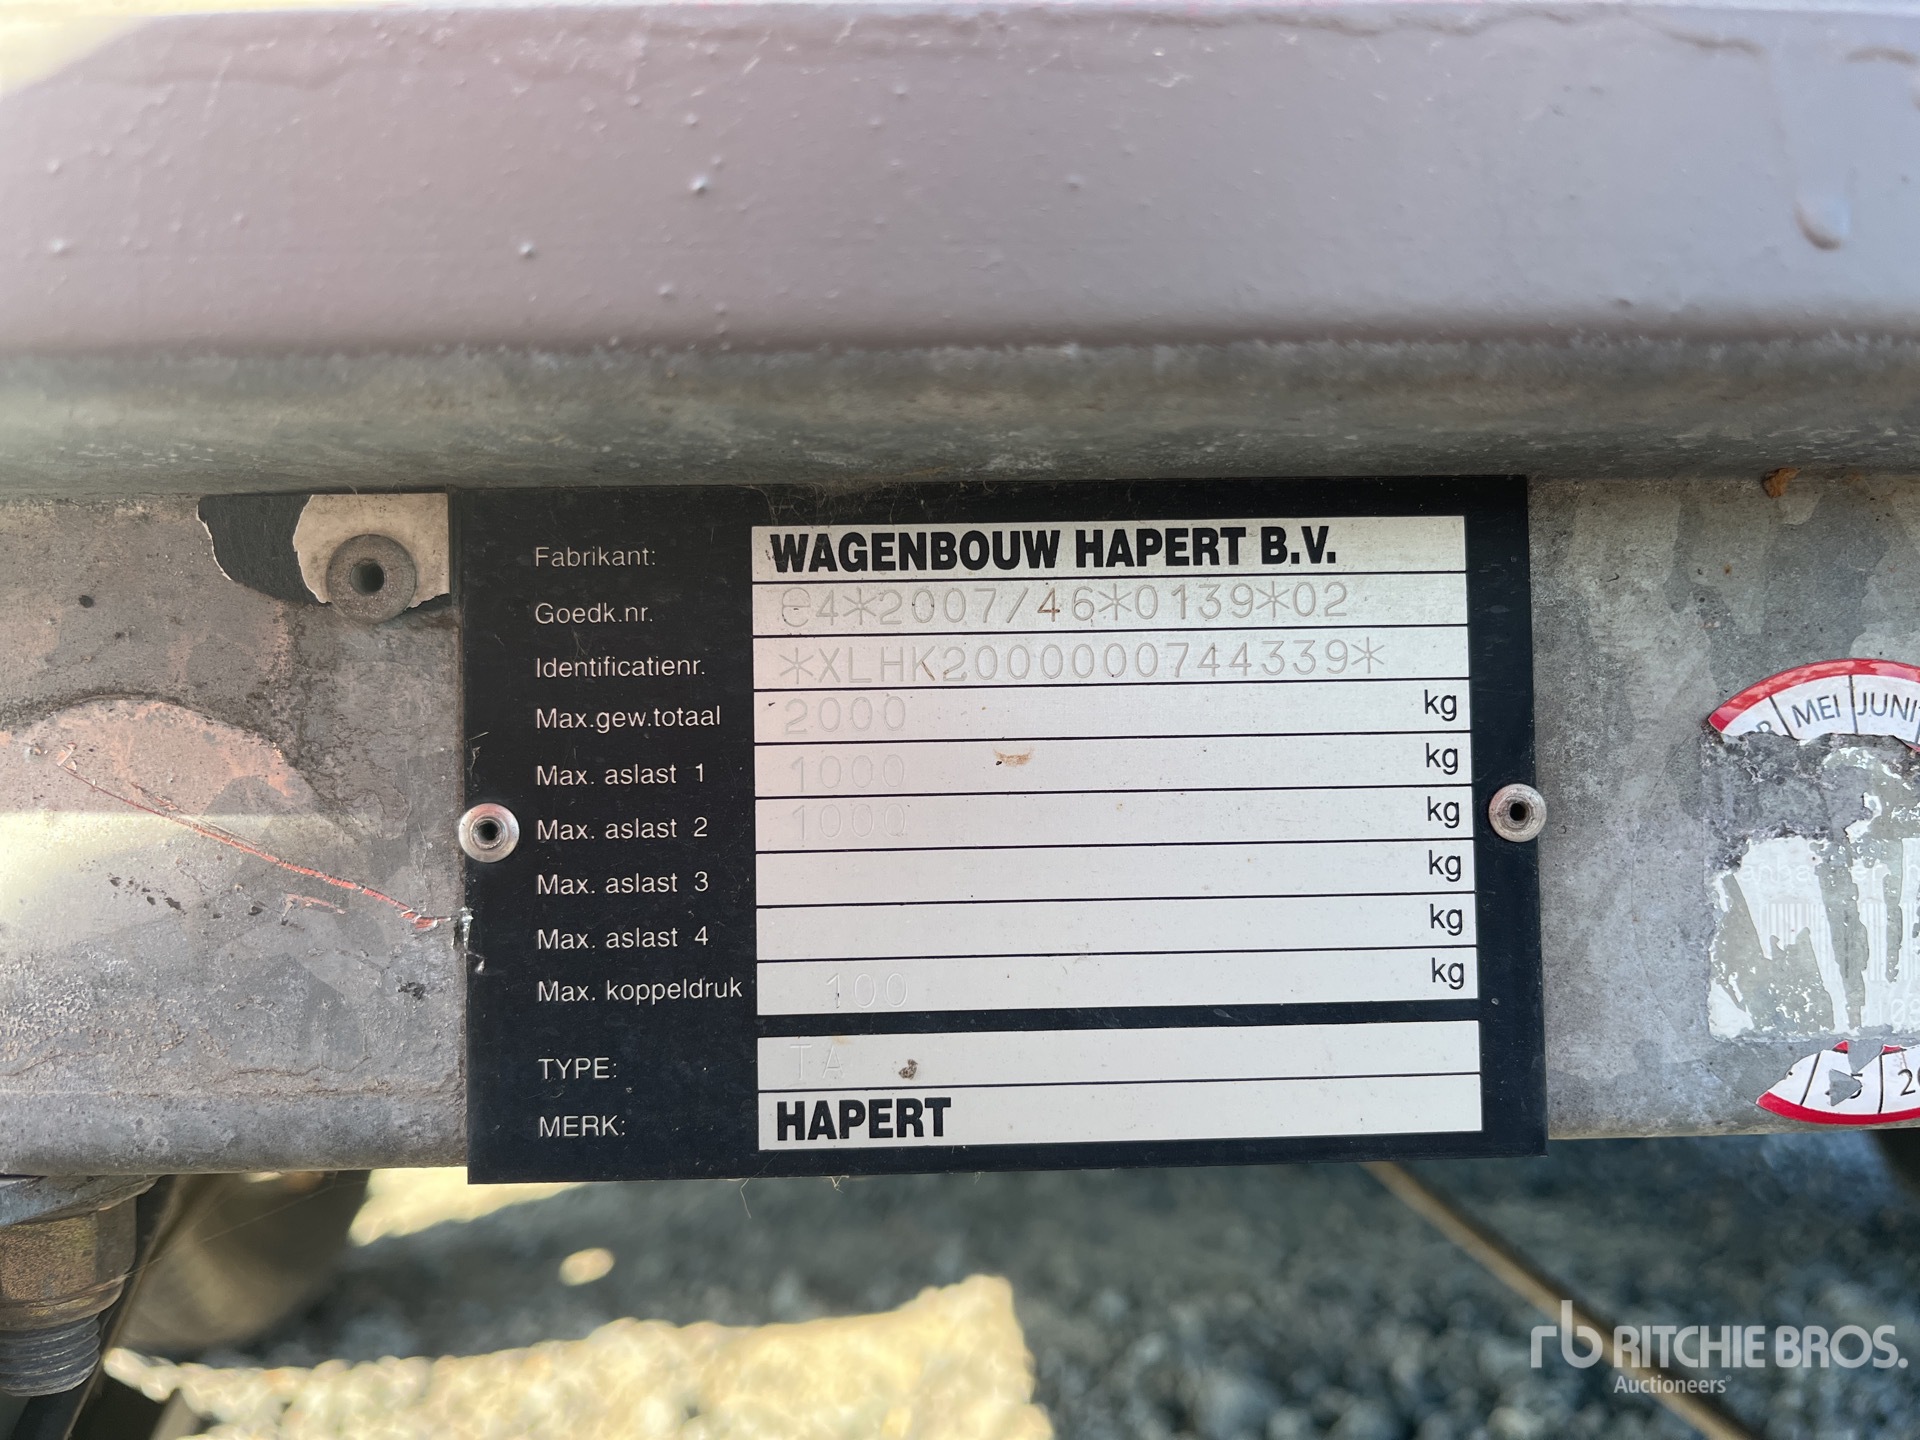 Fabrikant: WAGENBOUW HAPERT B.V.
Goedk.nr. e4*2007/46*0139*02
Identificatienr. *XLHK2000000744339*
Max.gew.totaal 2000 kg
Max. aslast 1 1000 kg
Max. aslast 2 1000 kg
Max. aslast 3 kg
Max. aslast 4 kg
Max. koppeldruk 100 kg
TYPE: TA
MERK: HAPERT
MEI JUNI
rb RITCHIE BROS.
Auctioneers